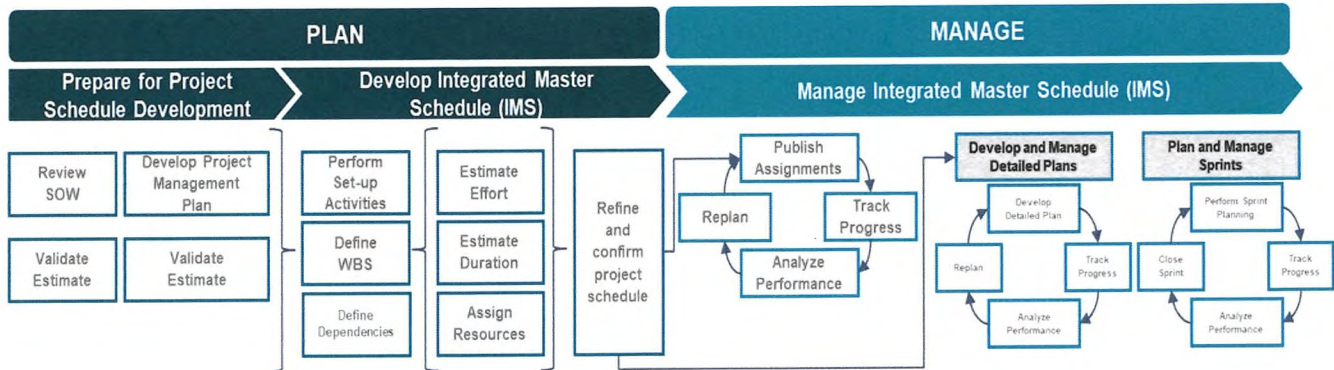 PLAN
MANAGE
Prepare for Project
Schedule Development
Develop Integrated Master
Schedule (IMS)
Manage Integrated Master Schedule (IMS)
Review
SOW
Develop Project
Management
Plan
Validate
Estimate
Validate
Estimate
Perform
Set-up
Activities
Define
WBS
Define
Dependencies
Estimate
Effort
Estimate
Duration
Assign
Resources
Refine
and
confirm
project
schedule
Publish
Assignments
Replan
Track
Progress
Analyze
Performance
Develop and Manage
Detailed Plans
Develop
Detailed Plan
Replan
Track
Progress
Analyze
Performance
Plan and Manage
Sprints
Perform Sprint
Planning
Close
Sprint
Track
Progress
Analyze
Performance